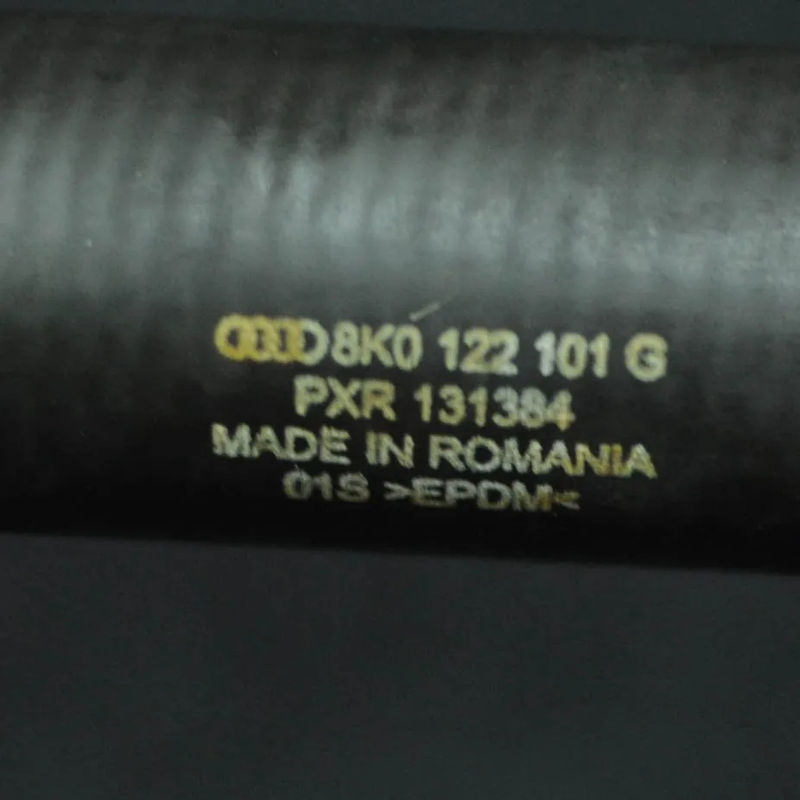 8K0 122 101 G
PXR 131384
MADE IN ROMANIA
01S >EPDM<